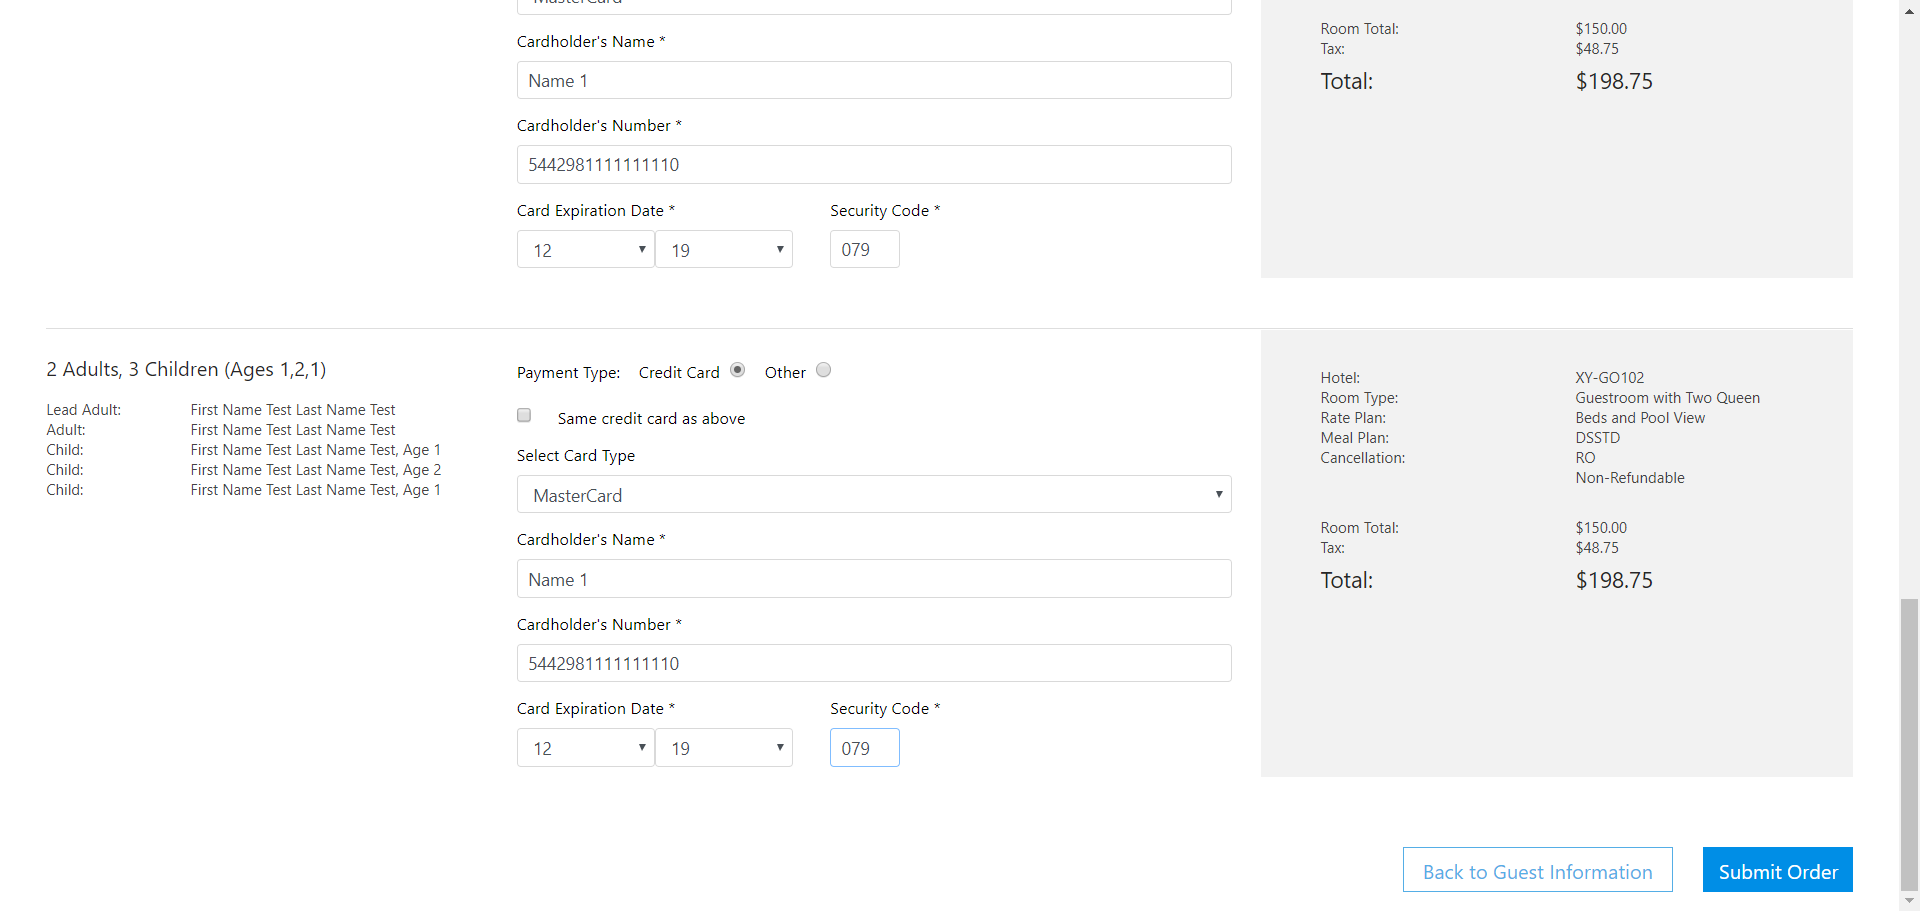 MasterCard
Cardholder's Name *
Name 1
Cardholder's Number *
5442981111111110
Card Expiration Date *
Security Code *
12
19
079
Room Total: $150.00
Tax: $48.75
Total: $198.75
2 Adults, 3 Children (Ages 1,2,1)
Lead Adult: First Name Test Last Name Test
Adult: First Name Test Last Name Test
Child: First Name Test Last Name Test, Age 1
Child: First Name Test Last Name Test, Age 2
Child: First Name Test Last Name Test, Age 1
Payment Type: Credit Card Other
Same credit card as above
Select Card Type
MasterCard
Cardholder's Name *
Name 1
Cardholder's Number *
5442981111111110
Card Expiration Date *
Security Code *
12
19
079
Hotel: XY-GO102
Room Type: Guestroom with Two Queen
Rate Plan: Beds and Pool View
Meal Plan: DSSTD
Cancellation: RO
Non-Refundable
Room Total: $150.00
Tax: $48.75
Total: $198.75
Back to Guest Information
Submit Order